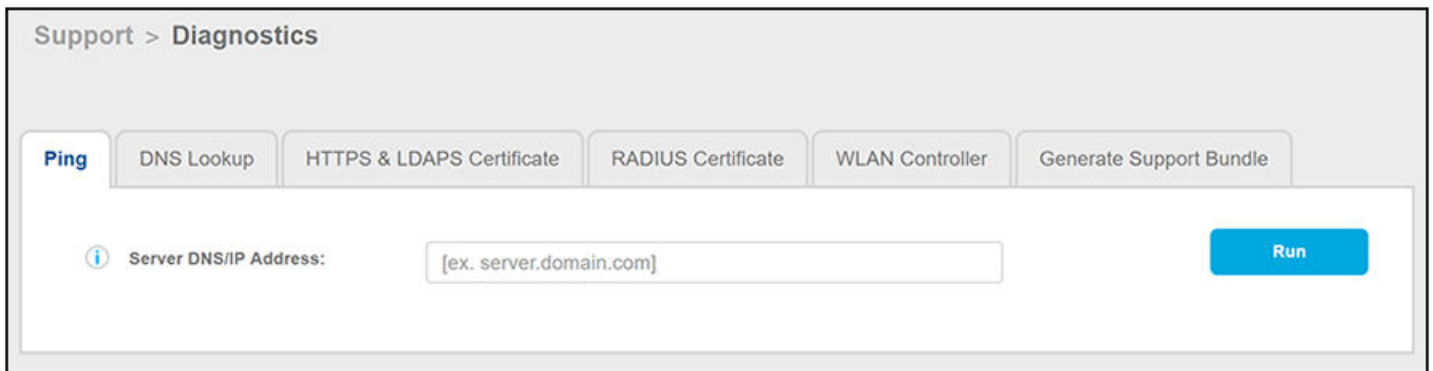 Support > Diagnostics
Ping DNS Lookup HTTPS & LDAPS Certificate RADIUS Certificate WLAN Controller Generate Support Bundle
i Server DNS/IP Address: [ex. server.domain.com] Run